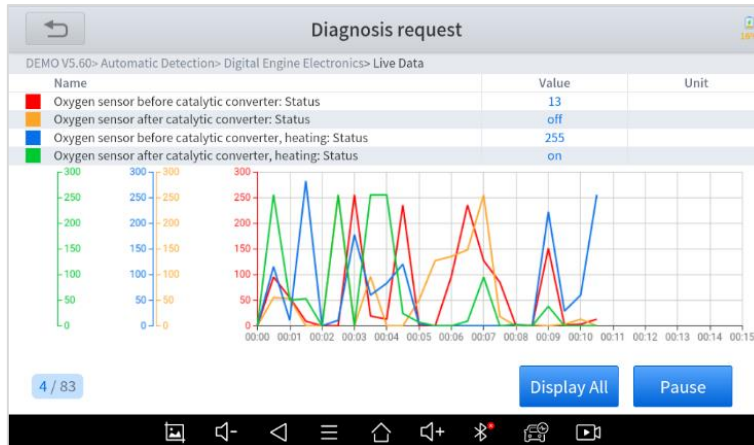 Diagnosis request
DEMO V5.60> Automatic Detection> Digital Engine Electronics> Live Data
Name Value Unit
Oxygen sensor before catalytic converter: Status 13
Oxygen sensor after catalytic converter: Status off
Oxygen sensor before catalytic converter, heating: Status 255
Oxygen sensor after catalytic converter, heating: Status on
300 300 300 300
250 250 250 250
200 200 200 200
150 150 150 150
100 100 100 100
50 50 50 50
0 0 0 0
00:00 00:01 00:02 00:03 00:04 00:05 00:06 00:07 00:08 00:09 00:10 00:11 00:12 00:13 00:14 00:15
4 / 83
Display All
Pause